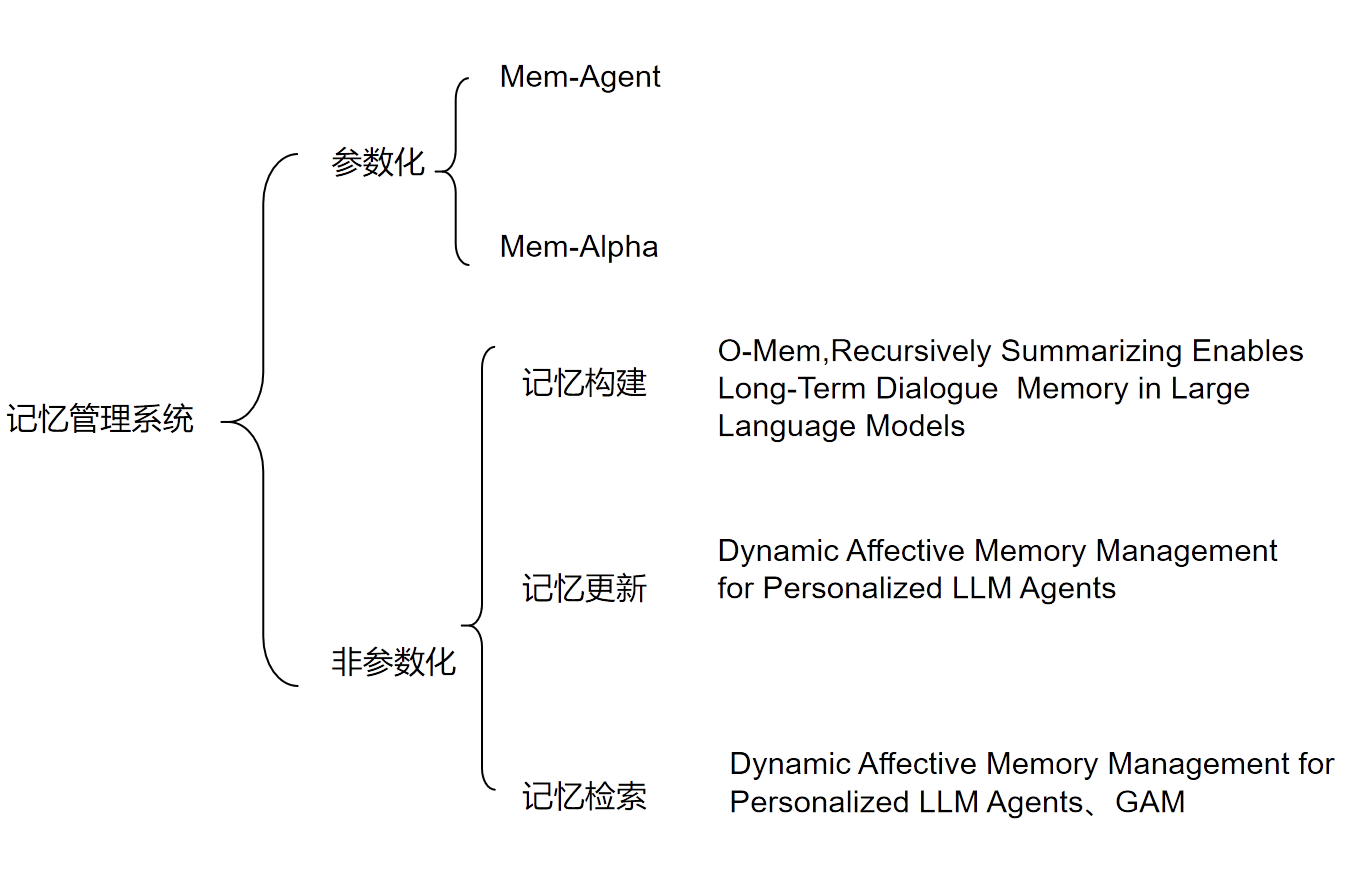 Mem-Agent
参数化
Mem-Alpha
记忆管理系统
O-Mem,Recursively Summarizing Enables
Long-Term Dialogue  Memory in Large
Language Models
记忆构建
Dynamic Affective Memory Management
for Personalized LLM Agents
记忆更新
非参数化
Dynamic Affective Memory Management for
Personalized LLM Agents、GAM
记忆检索